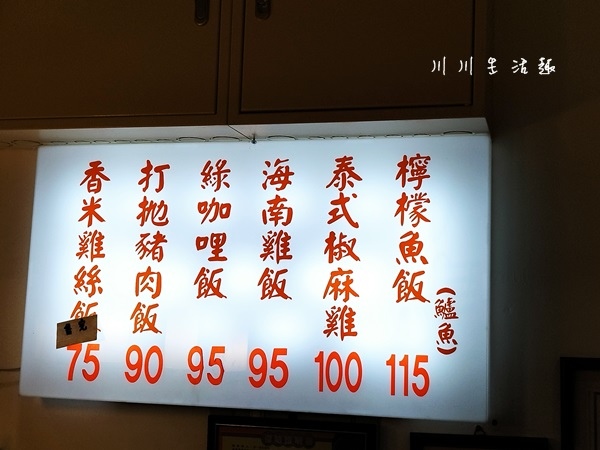 川川生活趣
檸檬魚飯
(鱸魚)
115
泰式椒麻雞
100
海南雞飯
95
綠咖哩飯
95
打拋豬肉飯
90
香米雞絲飯
75